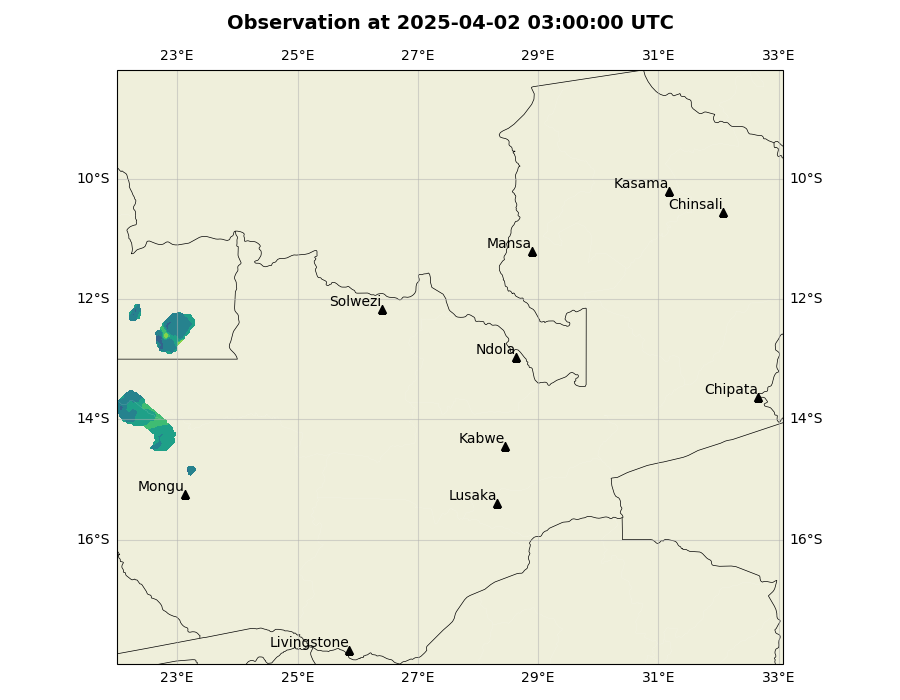 Observation at 2025-04-02 03:00:00 UTC
23°E 25°E 27°E 29°E 31°E 33°E
10°S 10°S
Kasama
Chinsali
Mansa
12°S 12°S
Solwezi
Ndola
Chipata
14°S 14°S
Kabwe
Mongu
Lusaka
16°S 16°S
Livingstone
23°E 25°E 27°E 29°E 31°E 33°E